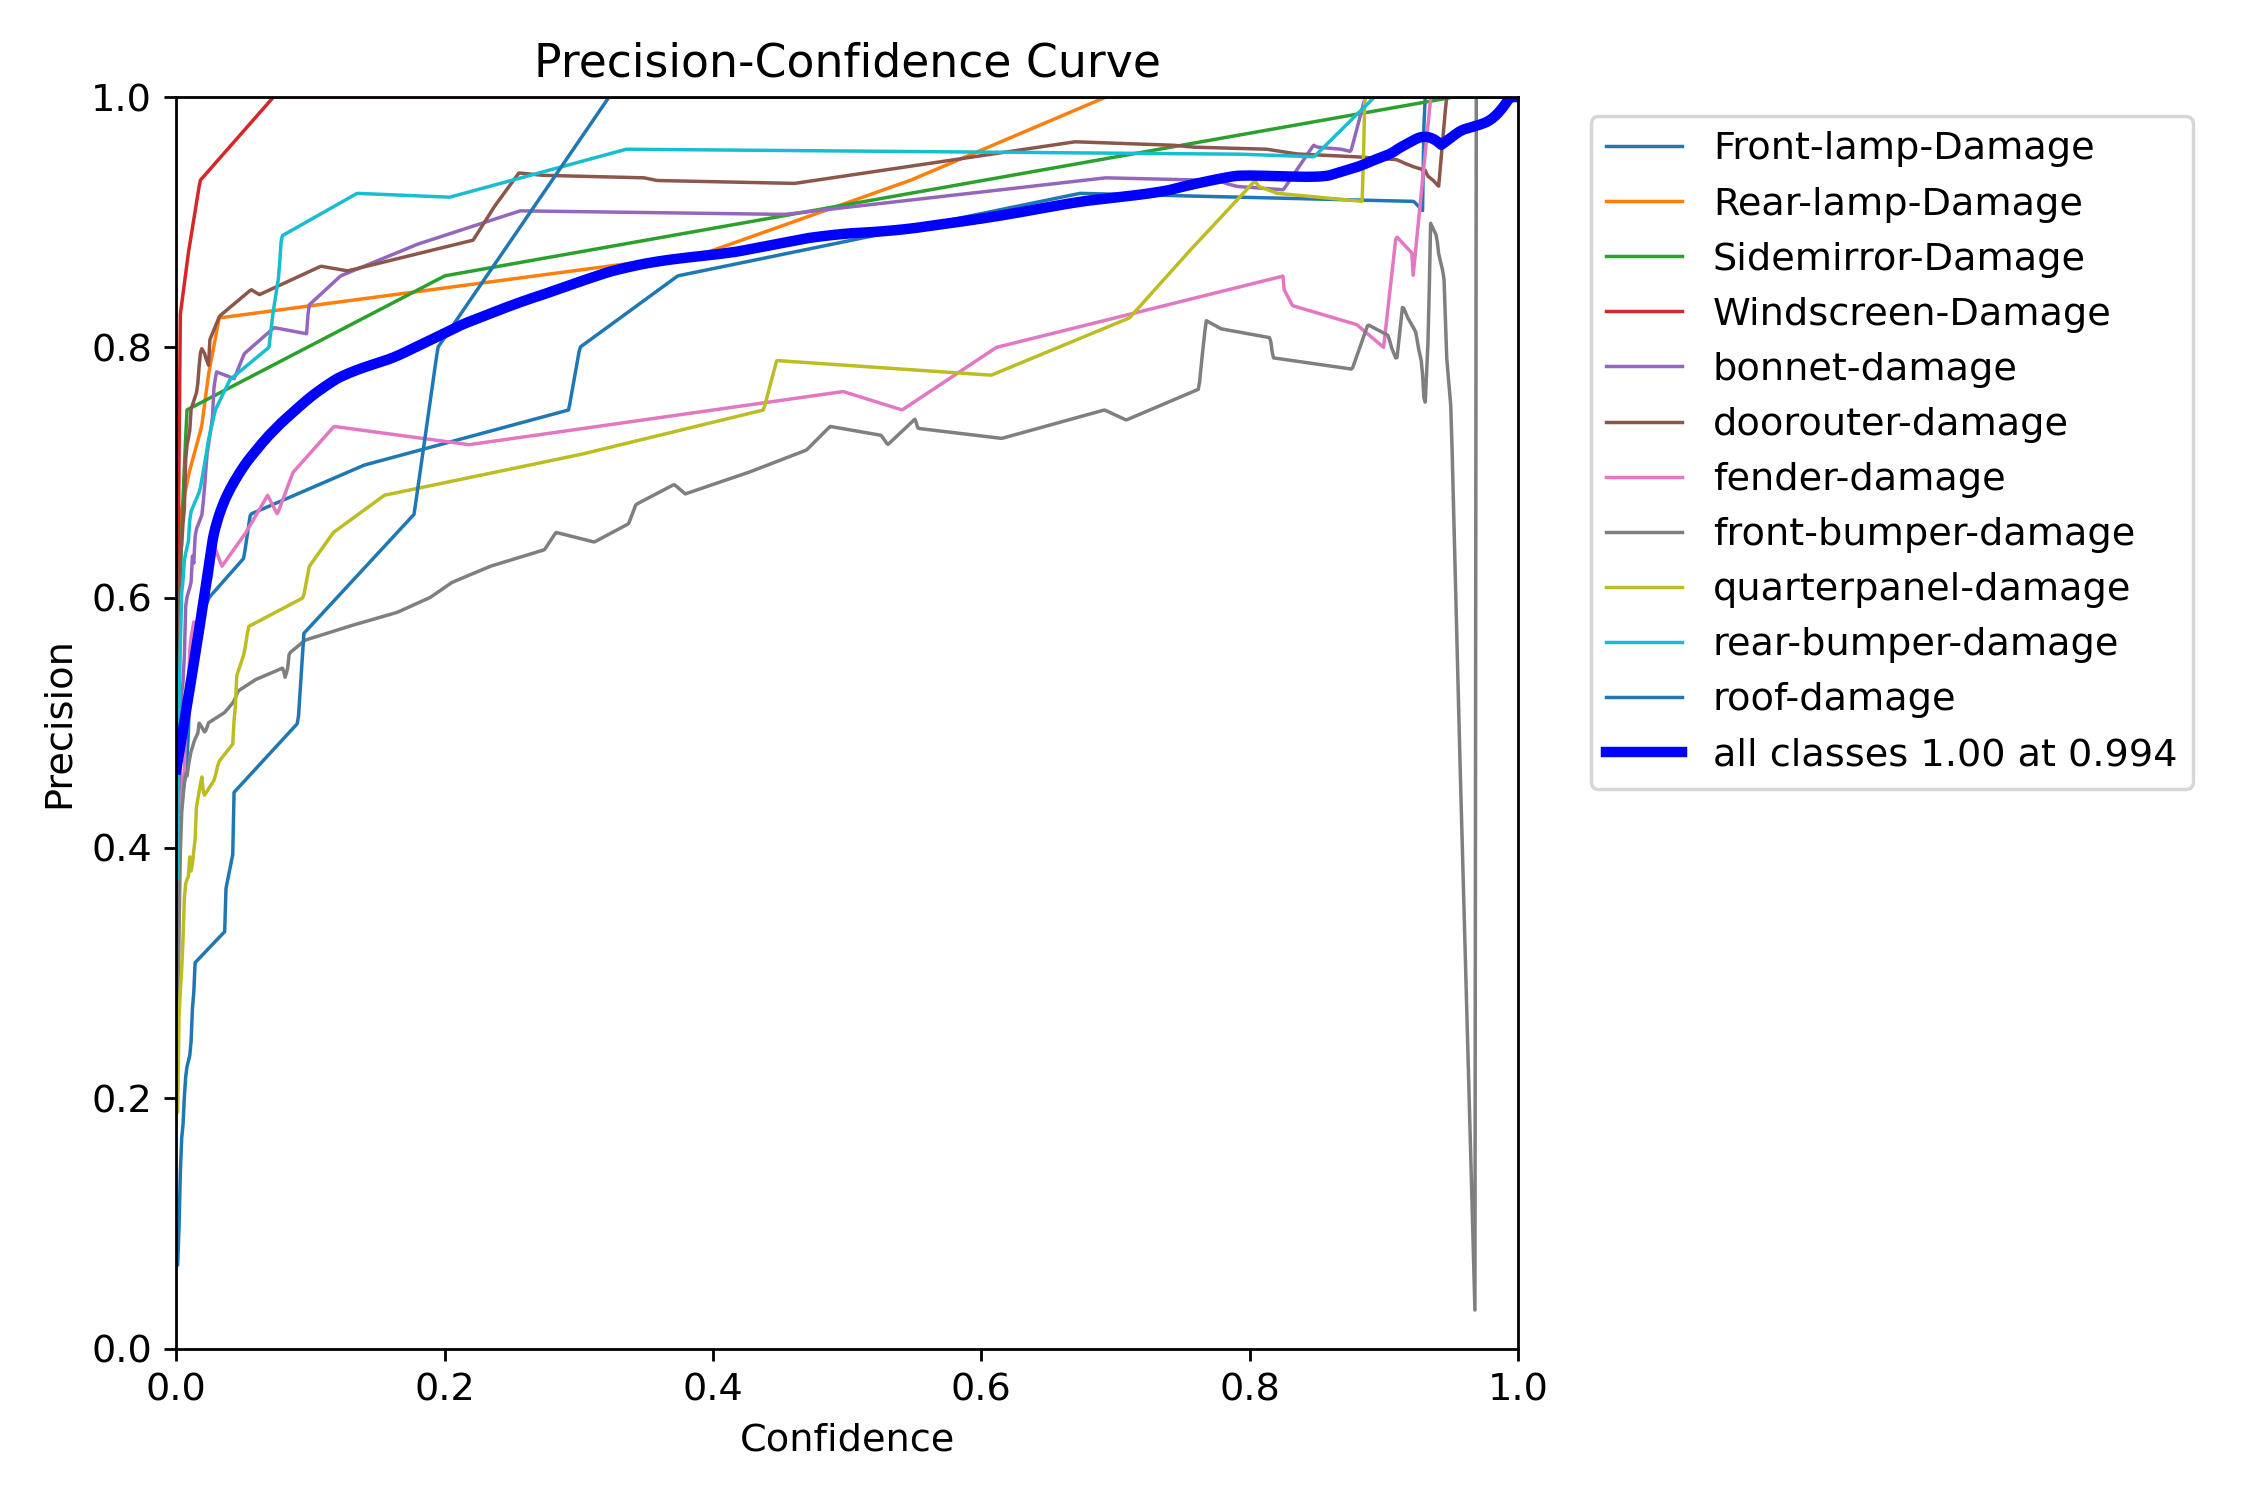 Precision-Confidence Curve
1.0
0.8
0.6
0.4
0.2
0.0
Precision
0.0 0.2 0.4 0.6 0.8 1.0
Confidence
Front-lamp-Damage
Rear-lamp-Damage
Sidemirror-Damage
Windscreen-Damage
bonnet-damage
doorouter-damage
fender-damage
front-bumper-damage
quarterpanel-damage
rear-bumper-damage
roof-damage
all classes 1.00 at 0.994